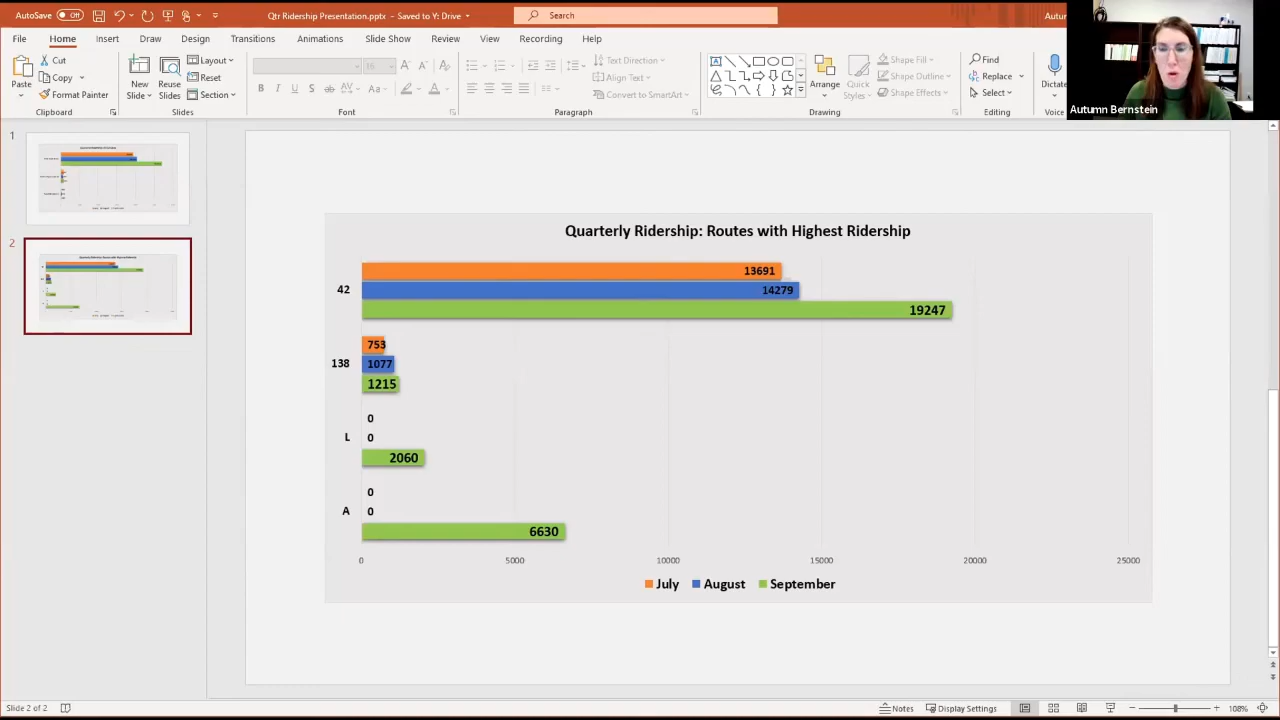 AutoSave Off Qtr Ridership Presentation.pptx - Saved to Y: Drive Search Autum
File Home Insert Draw Design Transitions Animations Slide Show Review View Recording Help
Paste Cut Copy Format Painter
Clipboard
New Slide Reuse Slides Layout Reset Section
Slides
16
B I U S ab AV Aa A
Font
Text Direction Align Text Convert to SmartArt
Paragraph
Arrange Quick Styles Shape Fill Shape Outline Shape Effects
Drawing
Find Replace Select
Editing
Dictate
Voice
Autumn Bernstein
1
2
Quarterly Ridership: Routes with Highest Ridership
42
13691
14279
19247
138
753
1077
1215
L
0
0
2060
A
0
0
6630
0 5000 10000 15000 20000 25000
July August September
Slide 2 of 2 Notes Display Settings 108%